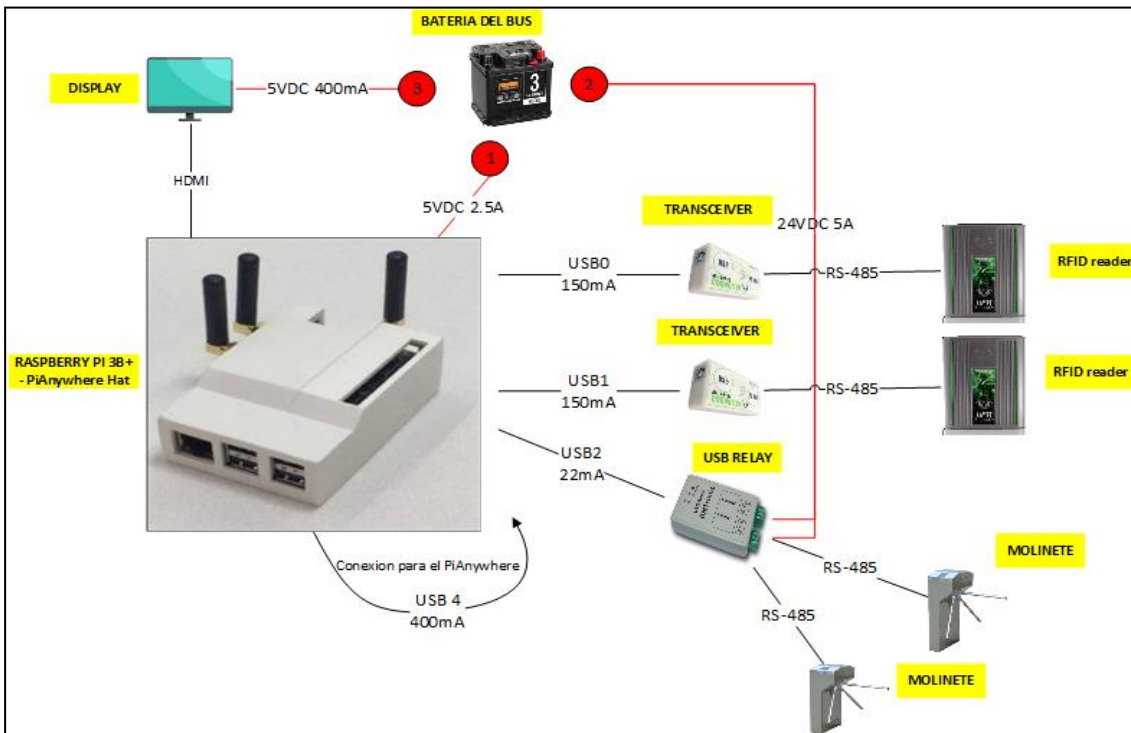 BATERIA DEL BUS
DISPLAY
5VDC 400mA
3
3
2
1
HDMI
5VDC 2.5A
TRANSCEIVER
24VDC 5A
USB0
150mA
RS-485
RFID reader
TRANSCEIVER
RASPBERRY PI 3B+
- PiAnywhere Hat
USB1
150mA
RS-485
RFID reader
USB2
22mA
USB RELAY
Conexion para el PiAnywhere
USB 4
400mA
RS-485
MOLINETE
RS-485
MOLINETE